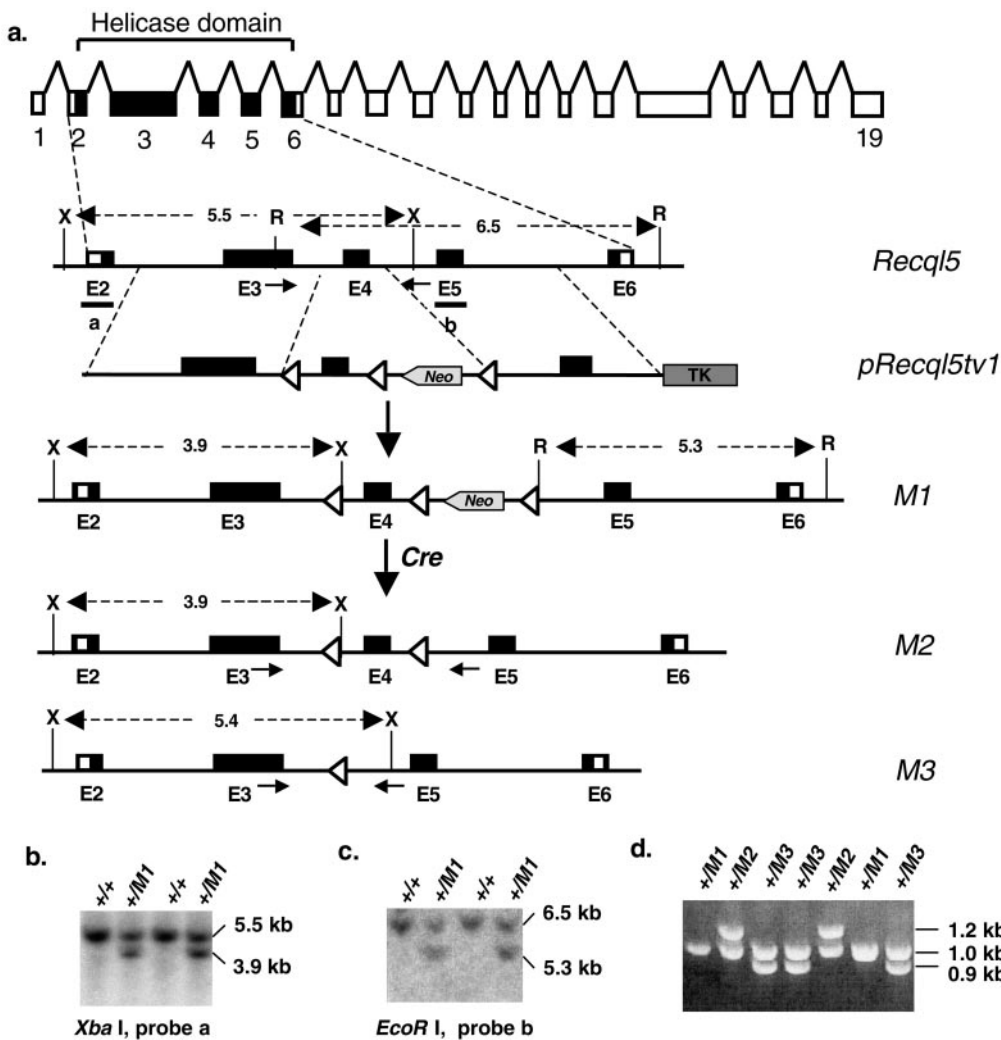 a.
Helicase domain
1 2 3 4 5 6 19
X 5.5 R X 6.5 R
Recql5
E2 E3 E4 E5 E6
a b
pRecql5tv1
Neo TK
X 3.9 X R 5.3 R
M1
Neo
E2 E3 E4 E5 E6
Cre
X 3.9 X
M2
E2 E3 E4 E5 E6
X 5.4 X
M3
E2 E3 E5 E6
b.
+/+ +/M1 +/+ +/M1
5.5 kb
3.9 kb
Xba I, probe a
c.
+/+ +/M1 +/+ +/M1
6.5 kb
5.3 kb
EcoR I, probe b
d.
+/M1 +/M2 +/M3 +/M3 +/M2 +/M1 +/M3
1.2 kb
1.0 kb
0.9 kb